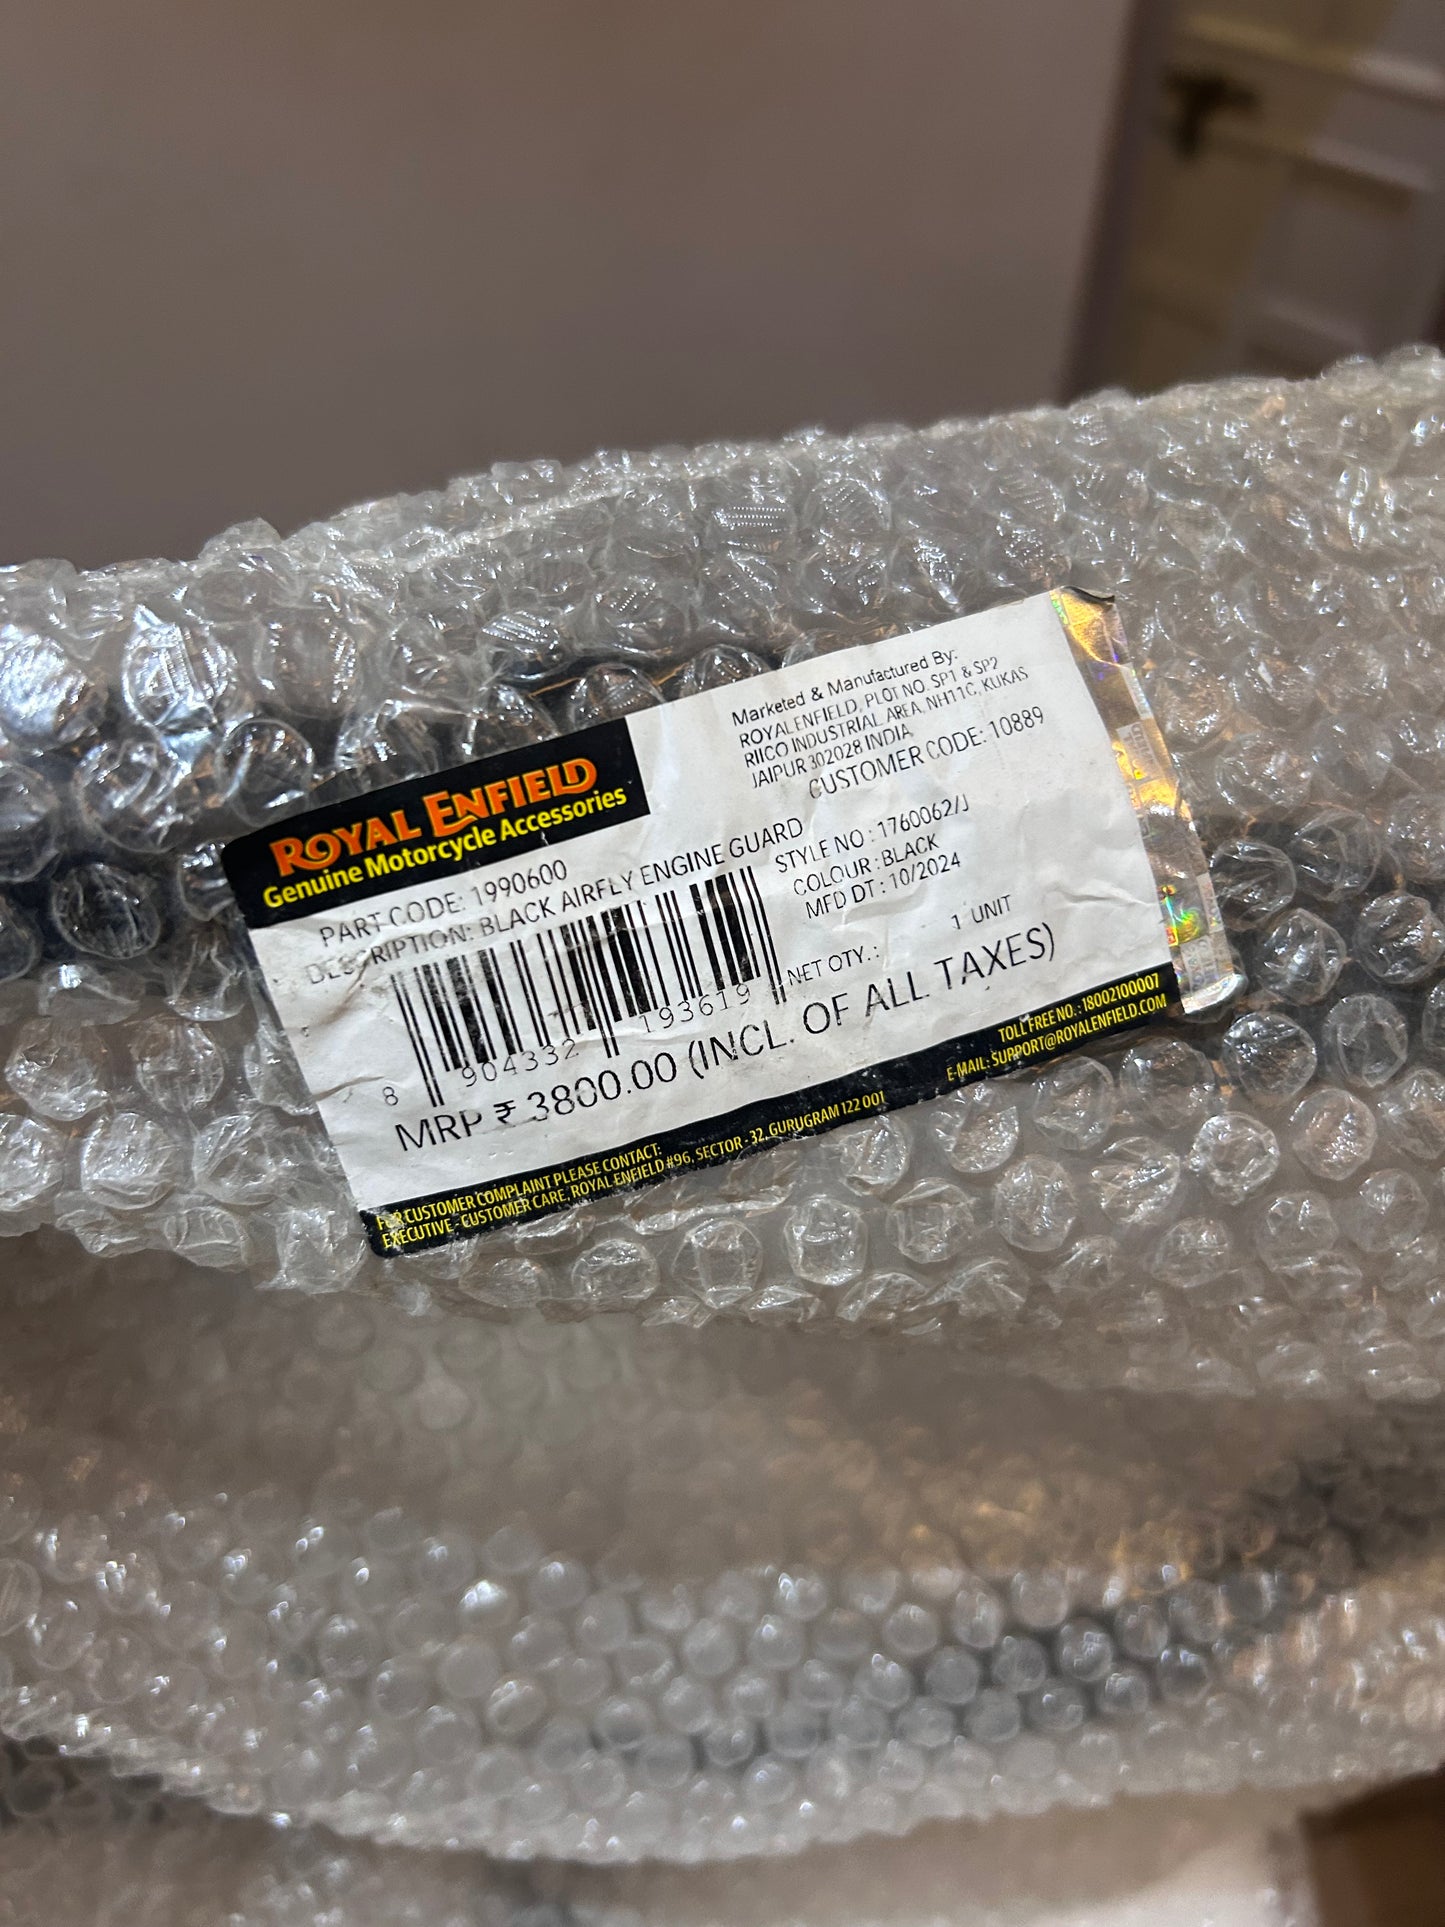 ROYAL ENFIELD
Genuine Motorcycle Accessories
Marketed & Manufactured By:
ROYAL ENFIELD, PLOT NO. SP1 & SP2
RIICO INDUSTRIAL AREA, NH11C, KUKAS
JAIPUR 302028 INDIA
CUSTOMER CODE: 10889
PART CODE: 1990600
DESCRIPTION: BLACK AIRFLY ENGINE GUARD
STYLE NO : 1760062/J
COLOUR : BLACK
MFD DT : 10/2024
NET QTY. : 1 UNIT
8 904332 193619
MRP ₹ 3800.00 (INCL. OF ALL TAXES)
FOR CUSTOMER COMPLAINT PLEASE CONTACT:
EXECUTIVE - CUSTOMER CARE, ROYAL ENFIELD #96, SECTOR - 32, GURUGRAM 122 001
TOLL FREE NO. : 18002100007
E-MAIL: SUPPORT@ROYALENFIELD.COM